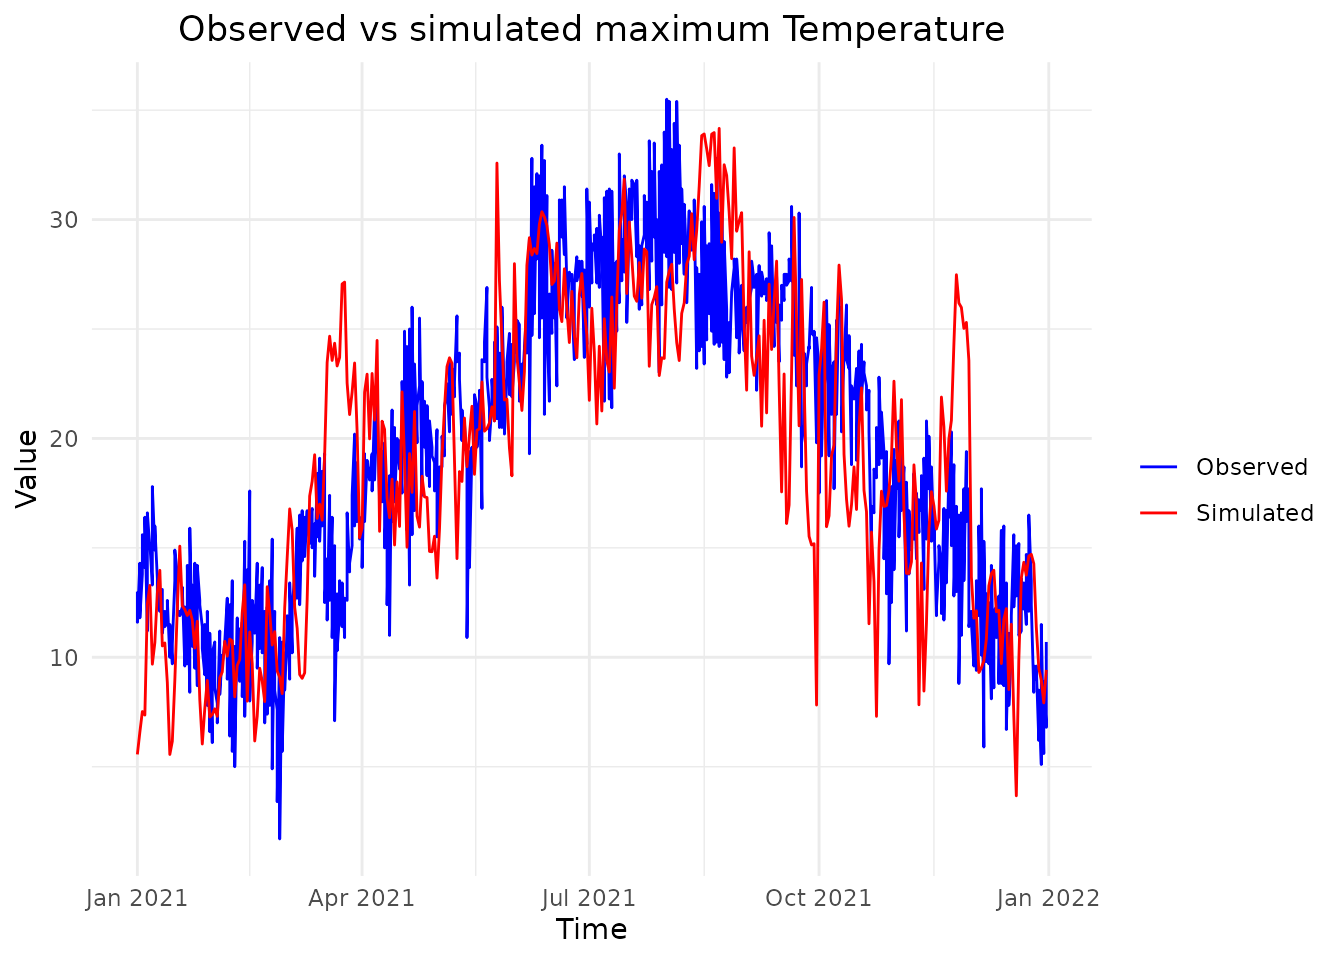 Observed vs simulated maximum Temperature
Value
30
20
10
Jan 2021
Apr 2021
Jul 2021
Oct 2021
Jan 2022
Time
Observed
Simulated